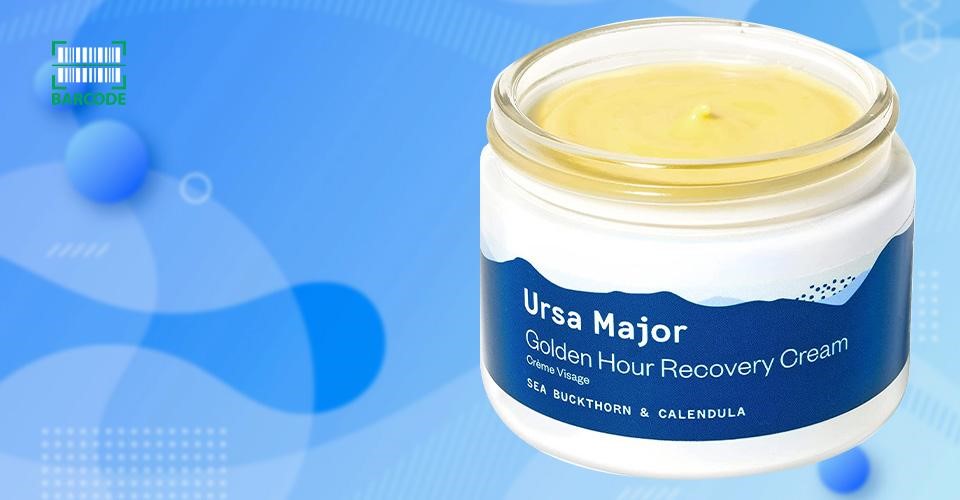 BARCODE
Ursa Major
Golden Hour Recovery Cream
Crème Visage
SEA BUCKTHORN & CALENDULA